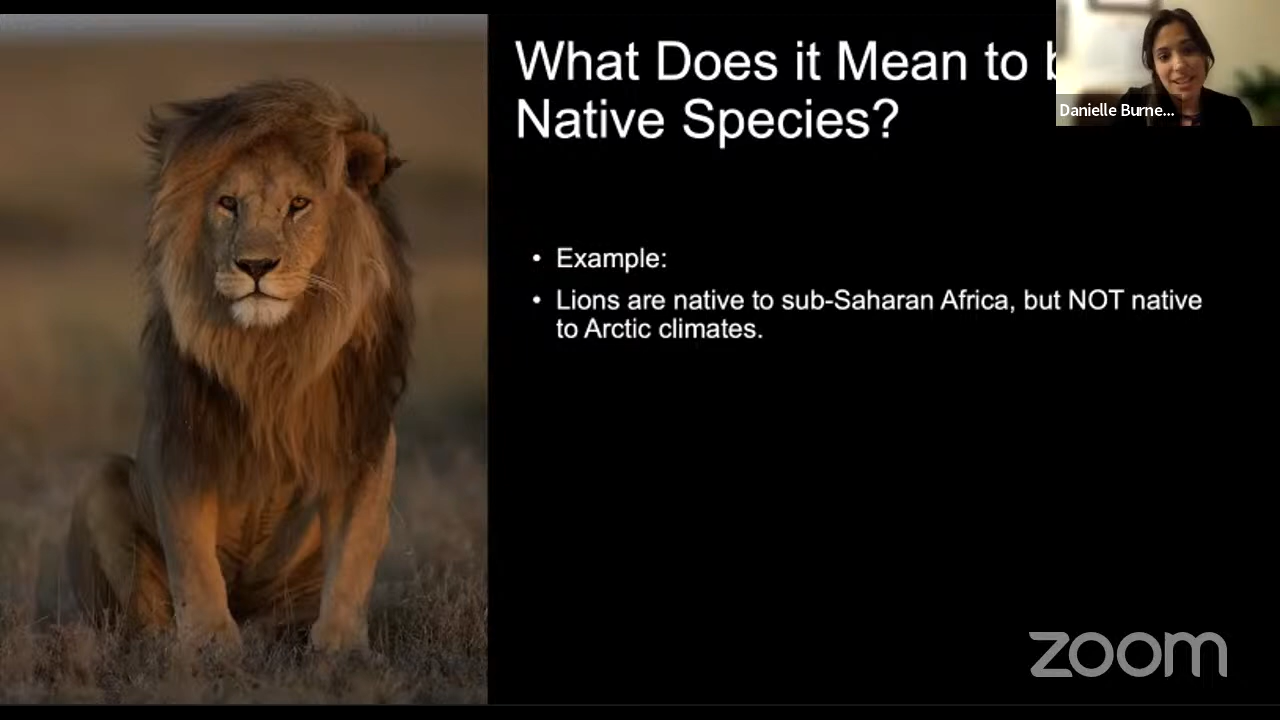 What Does it Mean to
Native Species?
Danielle Burne...
• Example:
• Lions are native to sub-Saharan Africa, but NOT native
to Arctic climates.
zoom